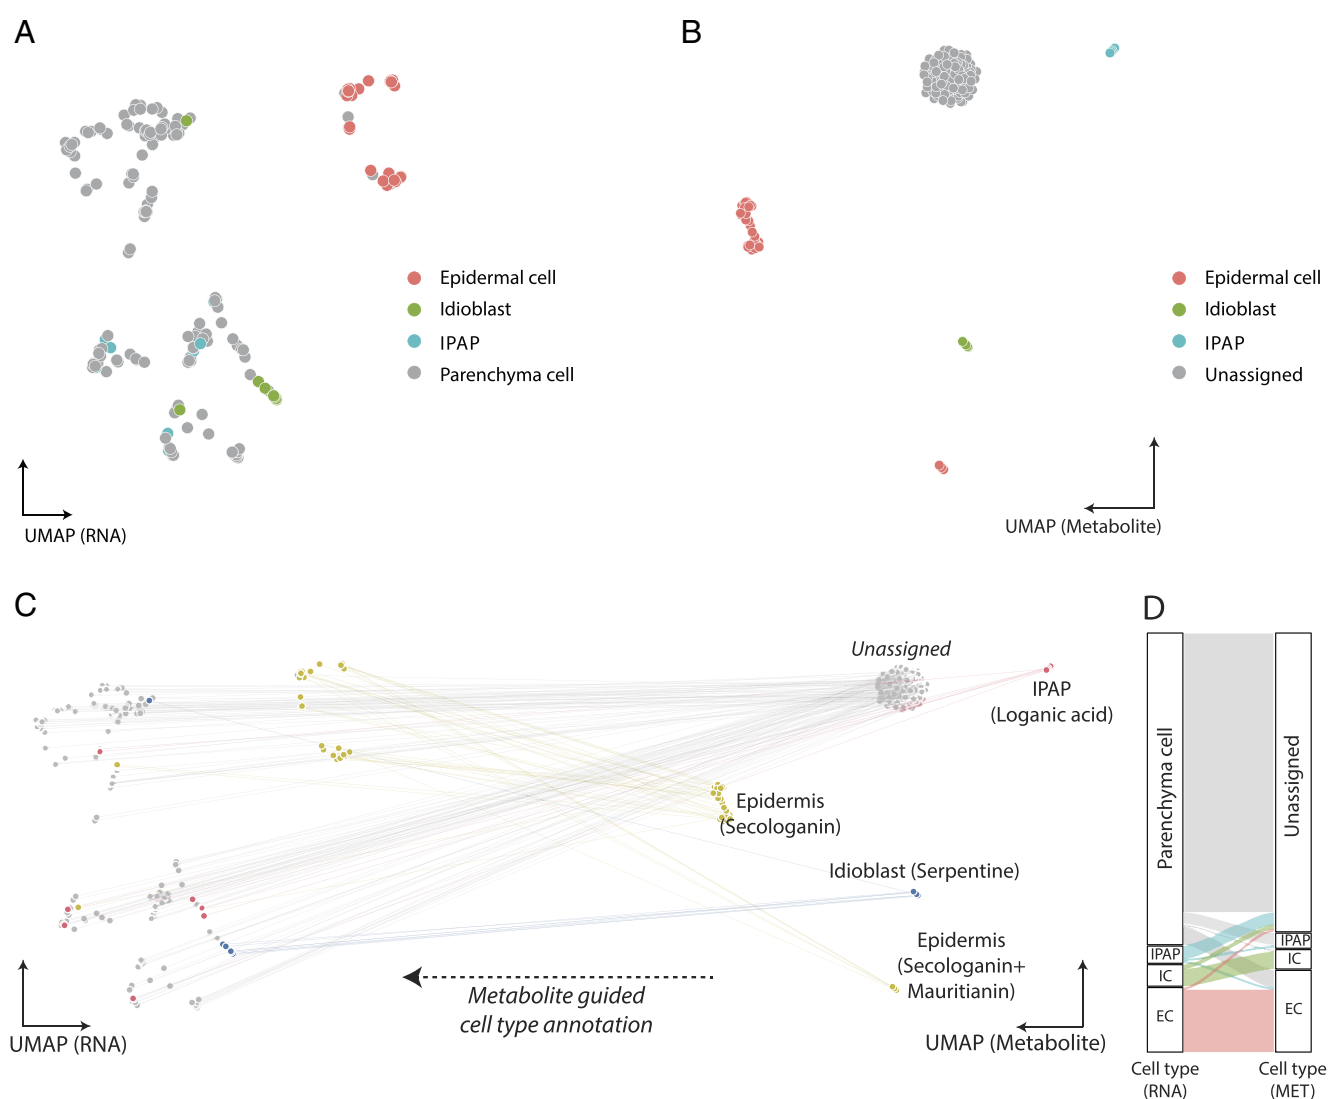 A
B
Epidermal cell
Idioblast
IPAP
Parenchyma cell
Epidermal cell
Idioblast
IPAP
Unassigned
UMAP (RNA)
UMAP (Metabolite)
C
D
Unassigned
IPAP
(Loganic acid)
Epidermis
(Secologanin)
Idioblast (Serpentine)
Epidermis
(Secologanin+
Mauritianin)
Metabolite guided
cell type annotation
UMAP (RNA)
UMAP (Metabolite)
Parenchyma cell
IPAP
IC
EC
Unassigned
IPAP
IC
EC
Cell type
(RNA)
Cell type
(MET)